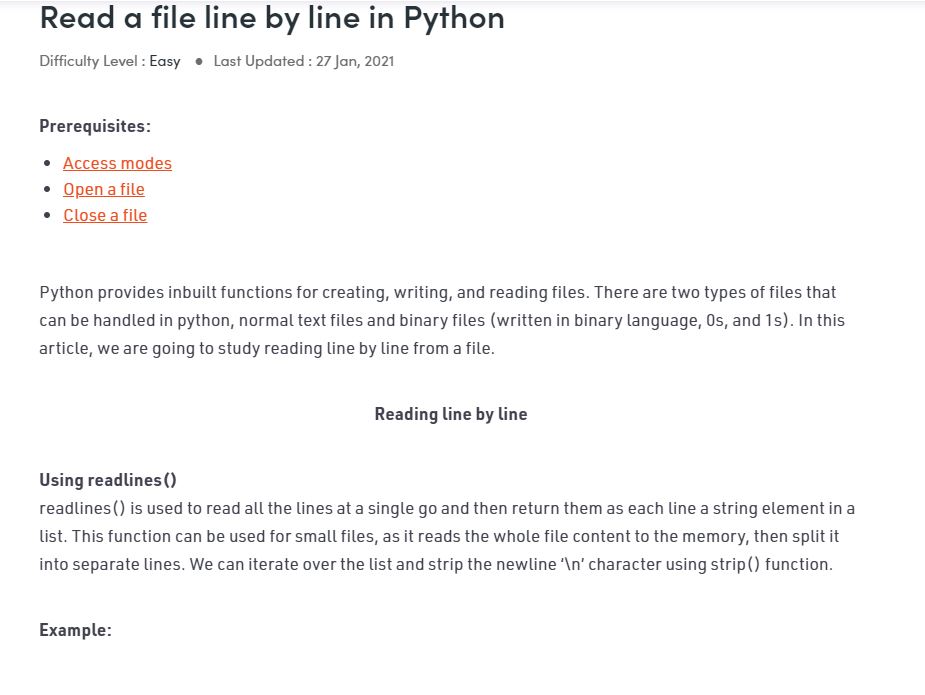 Read a file line by line in Python
Difficulty Level : Easy ● Last Updated : 27 Jan, 2021
Prerequisites:
• Access modes
• Open a file
• Close a file
Python provides inbuilt functions for creating, writing, and reading files. There are two types of files that
can be handled in python, normal text files and binary files (written in binary language, 0s, and 1s). In this
article, we are going to study reading line by line from a file.
Reading line by line
Using readlines()
readlines() is used to read all the lines at a single go and then return them as each line a string element in a
list. This function can be used for small files, as it reads the whole file content to the memory, then split it
into separate lines. We can iterate over the list and strip the newline ‘\n’ character using strip() function.
Example: